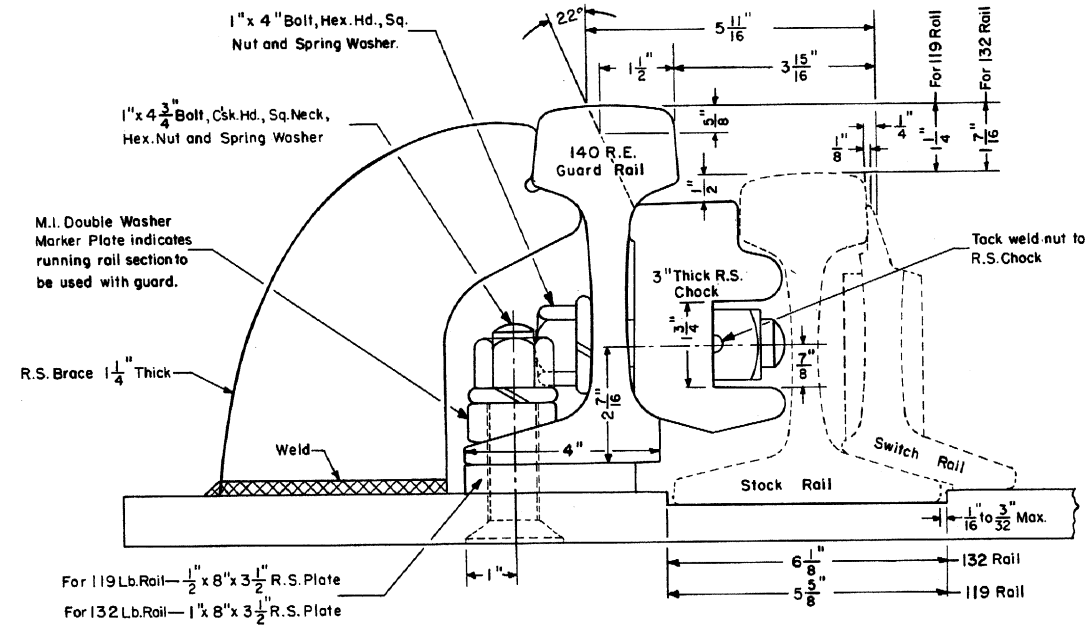 1" x 4" Bolt, Hex. Hd., Sq.
Nut and Spring Washer.
22°
5 11/16
1 1/2"
3 15/16"
For 119 Rail
For 132 Rail
1" x 4 3/4" Bolt, C'sk. Hd., Sq. Neck,
Hex. Nut and Spring Washer
5/8"
1/4"
1/8"
1 1/4"
1 7/16"
140 R.E.
Guard Rail
1/2"
M.I. Double Washer
Marker Plate indicates
running rail section to
be used with guard.
Tack weld nut to
R.S. Chock
3" Thick R.S.
Chock
1 3/4"
7/8"
R.S. Brace 1 1/4" Thick
2 7/16"
Weld
4"
Switch Rail
Stock Rail
1/16" to 3/32" Max.
1"
6 1/8" 132 Rail
5 5/8" 119 Rail
For 119 Lb. Rail — 1/2" x 8" x 3 1/2" R.S. Plate
For 132 Lb. Rail — 1" x 8" x 3 1/2" R.S. Plate